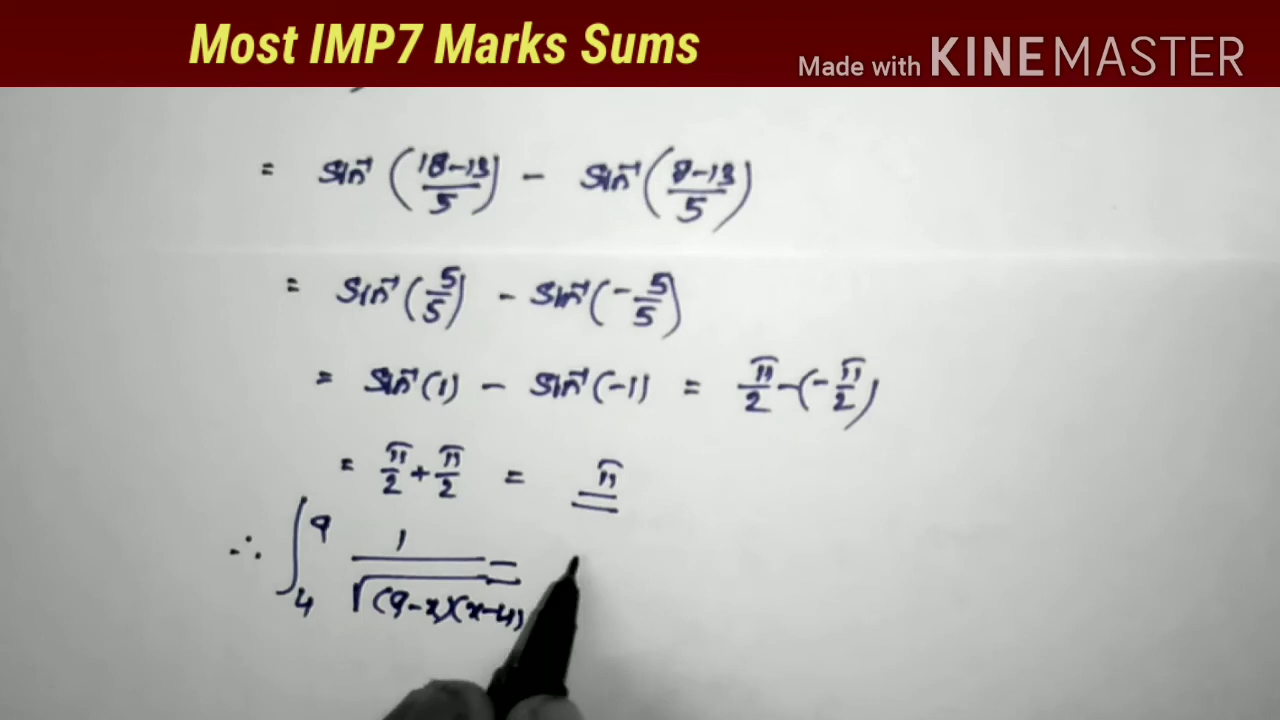 Most IMP7 Marks Sums
Made with KINEMASTER
= sin⁻¹(18-13/5) - sin⁻¹(8-13/5)
= sin⁻¹(5/5) - sin⁻¹(-5/5)
= sin⁻¹(1) - sin⁻¹(-1) = π/2-(-π/2)
= π/2+π/2 = π
∴ ∫₄⁹ 1/√(9-x)(x-4) =